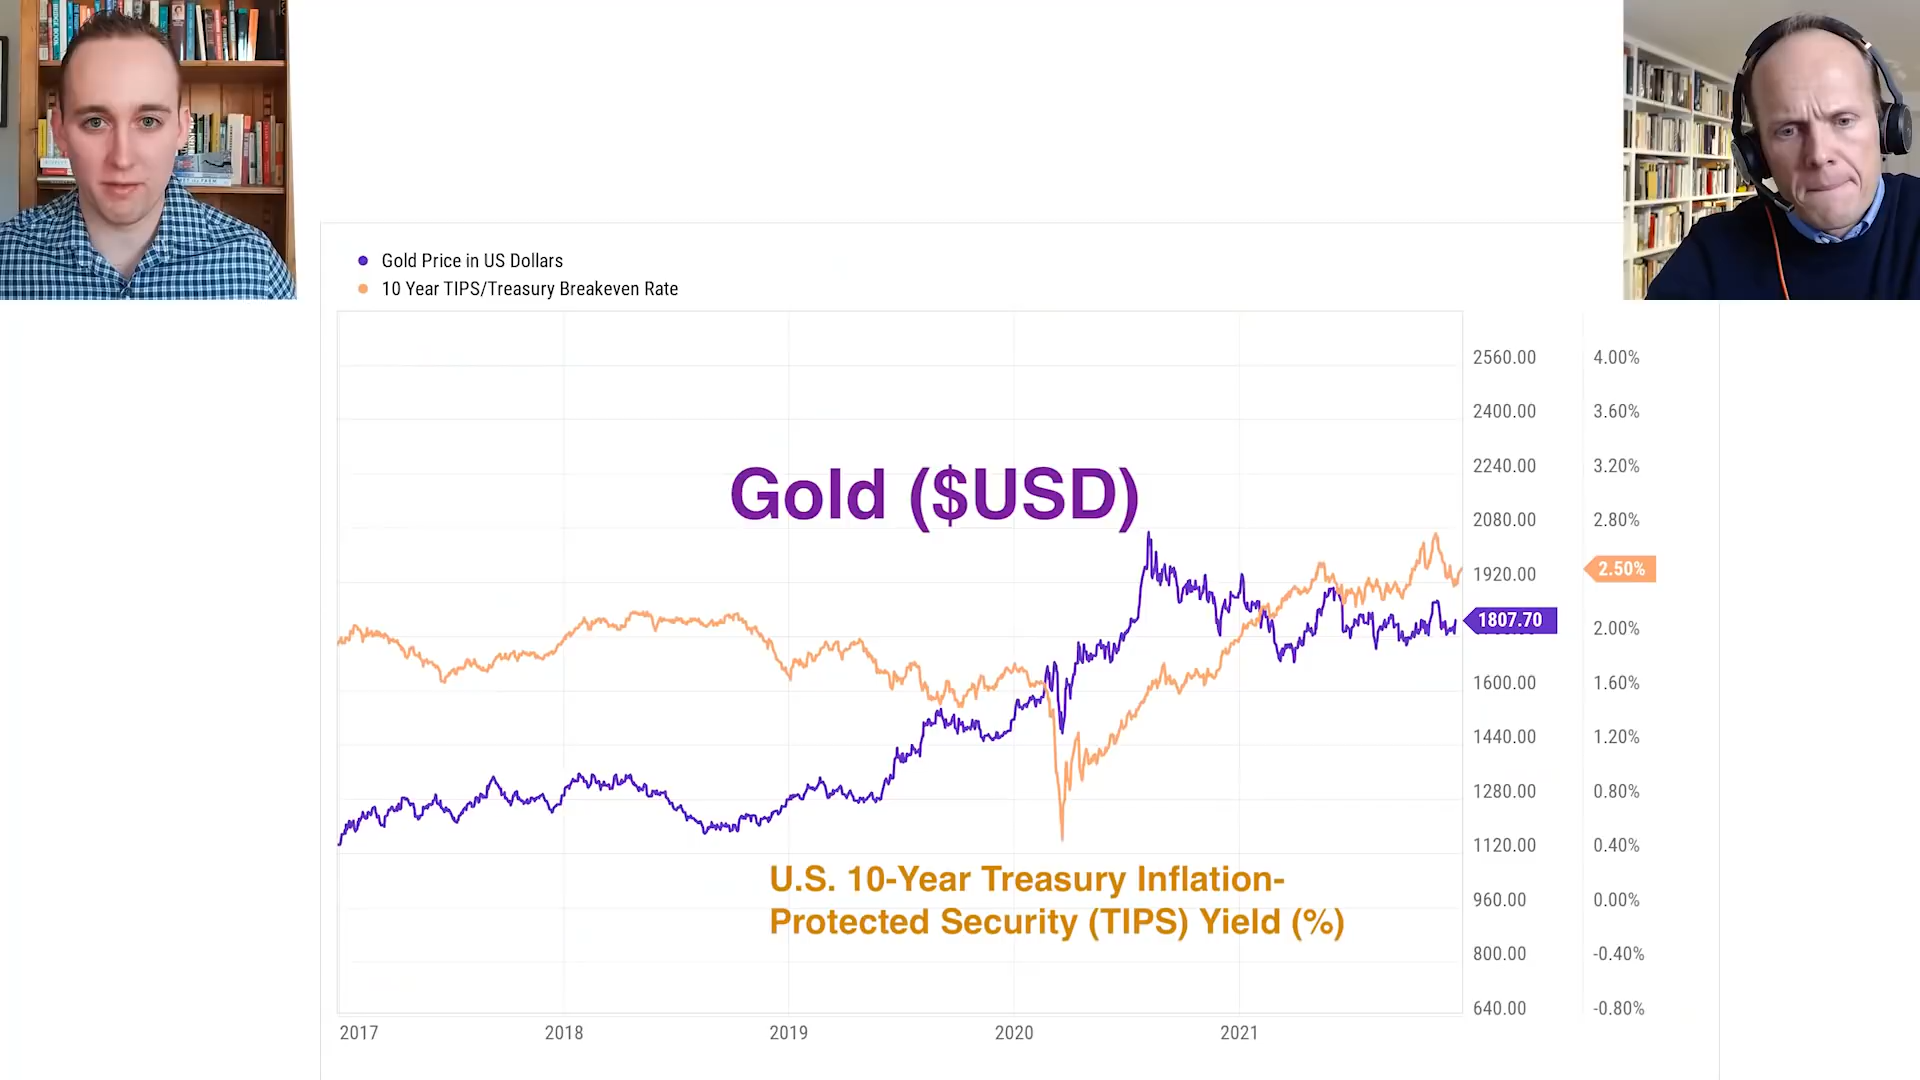 Gold Price in US Dollars
10 Year TIPS/Treasury Breakeven Rate
Gold ($USD)
U.S. 10-Year Treasury Inflation-
Protected Security (TIPS) Yield (%)
2560.00 4.00%
2400.00 3.60%
2240.00 3.20%
2080.00 2.80%
1920.00 2.50%
1807.70 2.00%
1600.00 1.60%
1440.00 1.20%
1280.00 0.80%
1120.00 0.40%
960.00 0.00%
800.00 -0.40%
640.00 -0.80%
2017 2018 2019 2020 2021